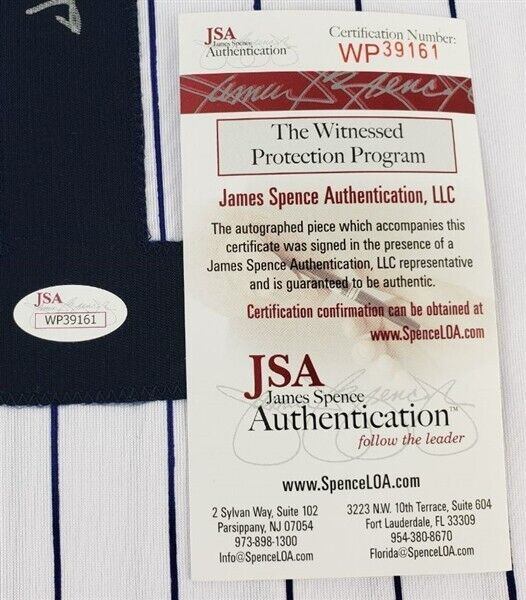 JSA
James Spence
Authentication
Certification Number:
WP39161
The Witnessed
Protection Program
James Spence Authentication, LLC
The autographed piece which accompanies this
certificate was signed in the presence of a
James Spence Authentication, LLC representative
and is guaranteed to be authentic.
Certification confirmation can be obtained at
www.SpenceLOA.com
JSA
James Spence
Authentication™
follow the leader
www.SpenceLOA.com
2 Sylvan Way, Suite 102
Parsippany, NJ 07054
973-898-1300
Info@SpenceLOA.com
3223 N.W. 10th Terrace, Suite 604
Fort Lauderdale, FL 33309
954-380-8670
Florida@SpenceLOA.com
JSA
WP39161